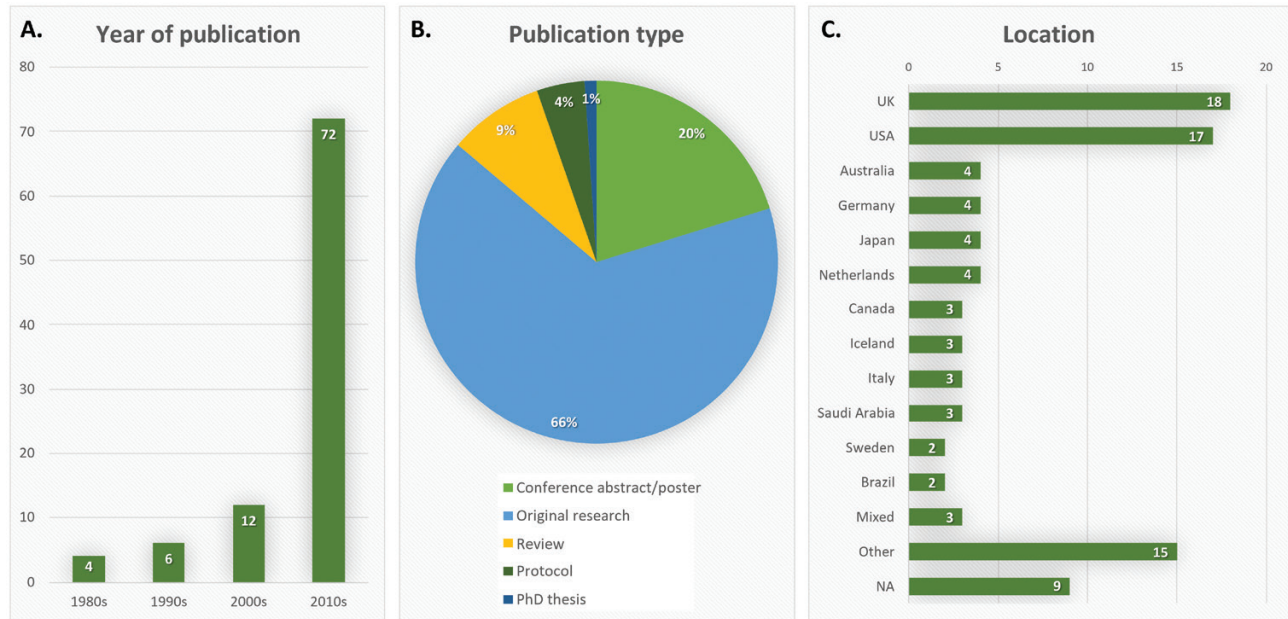 A.
Year of publication
80
70
60
50
40
30
20
10
0
4
6
12
72
1980s 1990s 2000s 2010s
B.
Publication type
20%
66%
9%
4%
1%
Conference abstract/poster
Original research
Review
Protocol
PhD thesis
C.
Location
0 5 10 15 20
UK 18
USA 17
Australia 4
Germany 4
Japan 4
Netherlands 4
Canada 3
Iceland 3
Italy 3
Saudi Arabia 3
Sweden 2
Brazil 2
Mixed 3
Other 15
NA 9